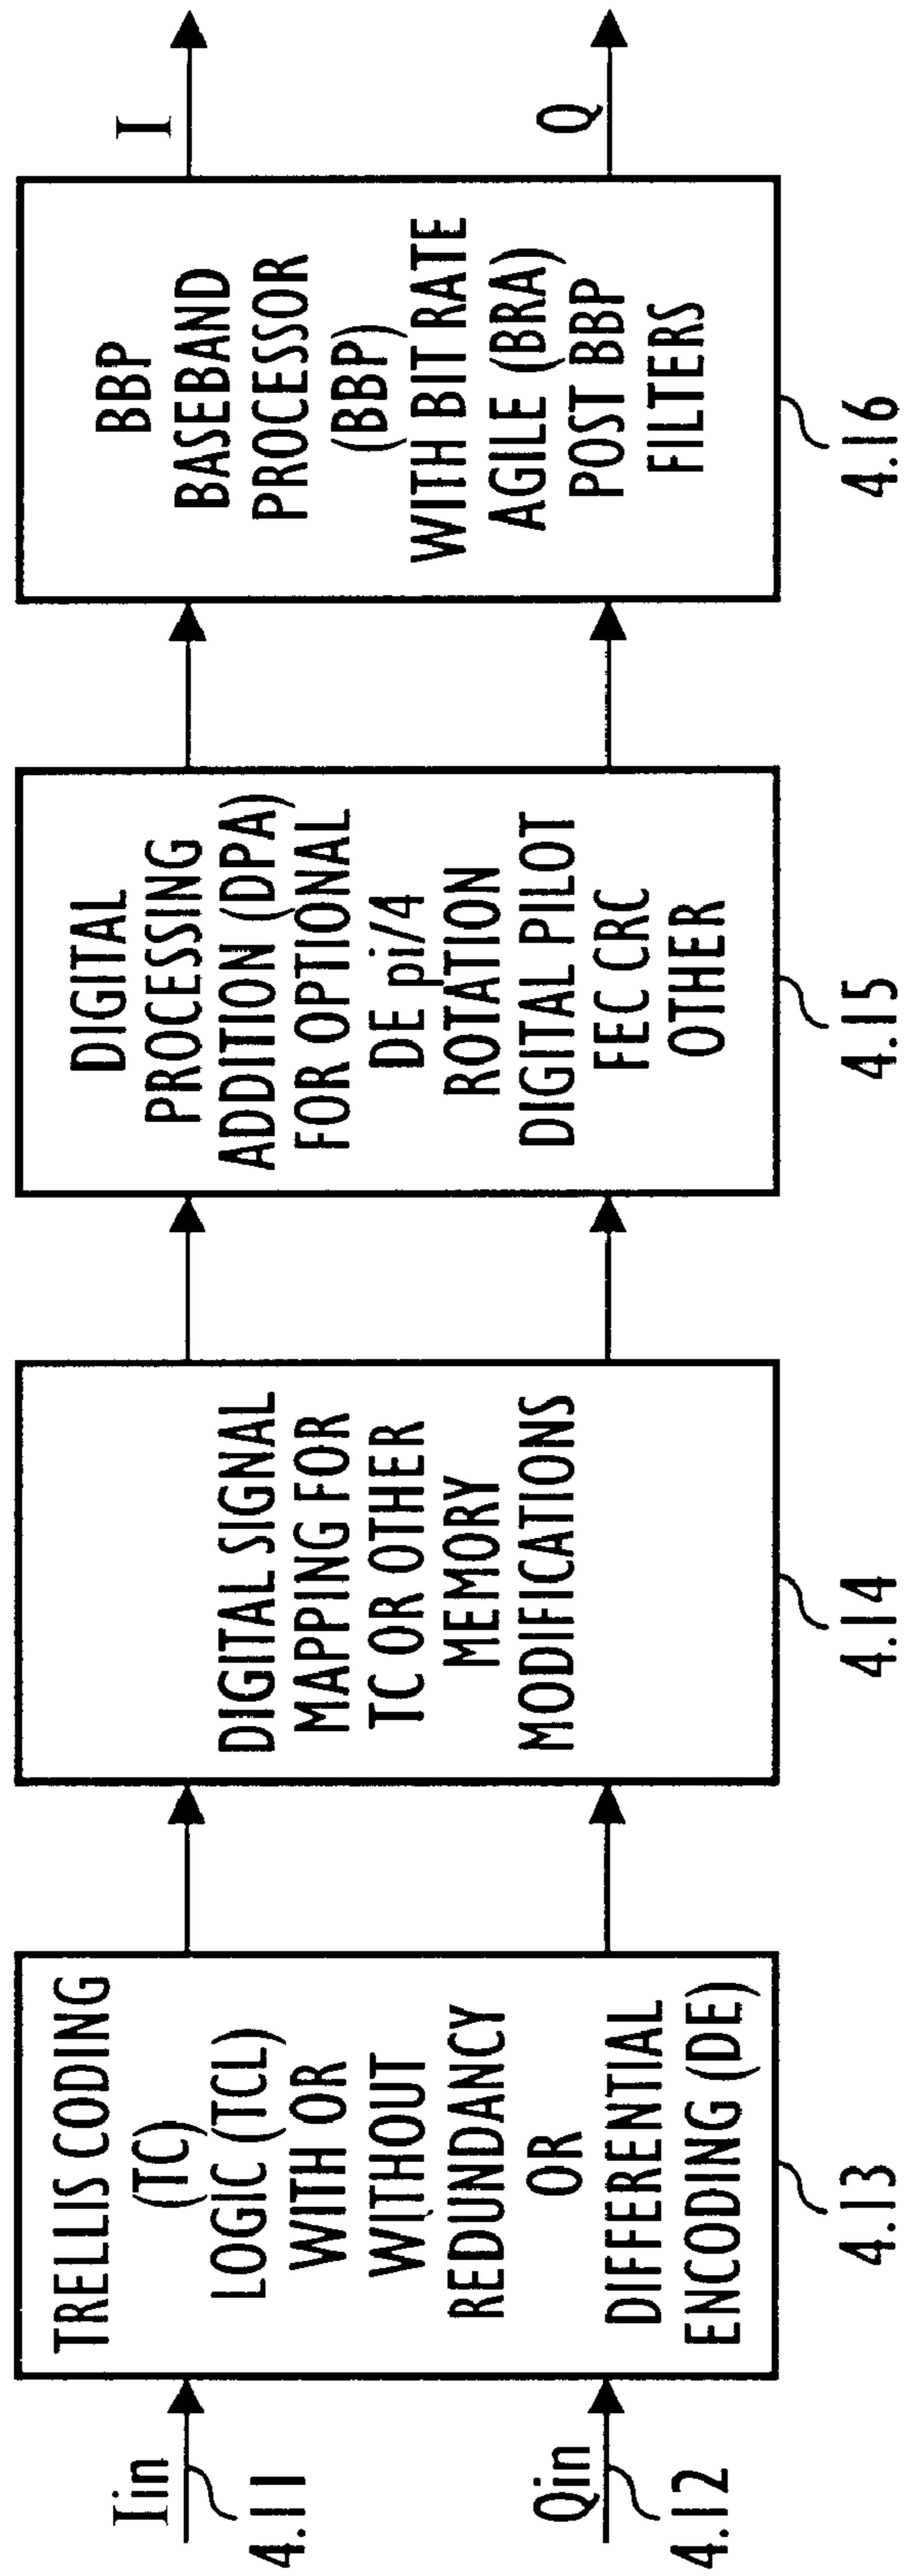 Iin
4.11
Qin
4.12
TRELLIS CODING
(TC)
LOGIC (TCL)
WITH OR
WITHOUT
REDUNDANCY
OR
DIFFERENTIAL
ENCODING (DE)
4.13
DIGITAL SIGNAL
MAPPING FOR
TC OR OTHER
MEMORY
MODIFICATIONS
4.14
DIGITAL
PROCESSING
ADDITION (DPA)
FOR OPTIONAL
DE pi/4
ROTATION
DIGITAL PILOT
FEC CRC
OTHER
4.15
BBP
BASEBAND
PROCESSOR
(BBP)
WITH BIT RATE
AGILE (BRA)
POST BBP
FILTERS
4.16
I
Q